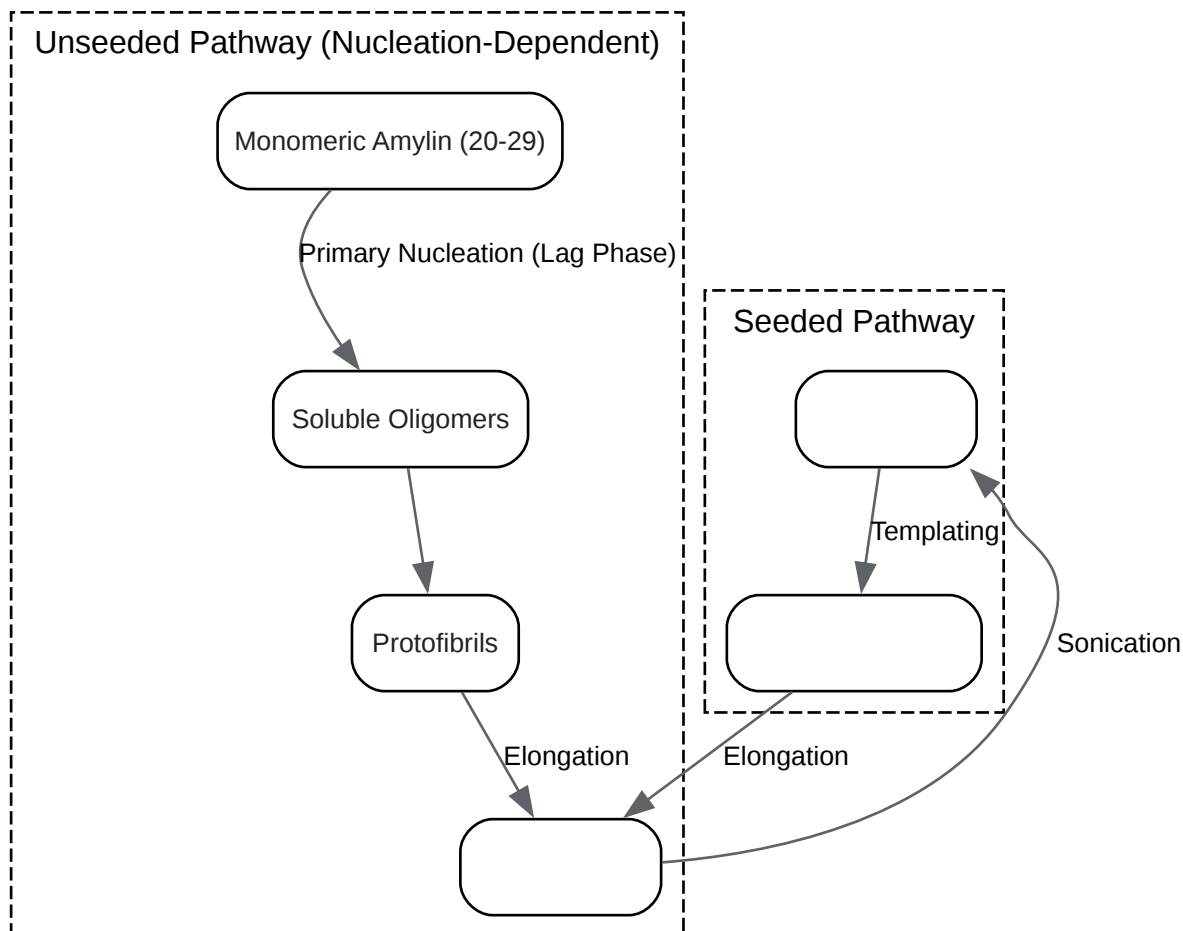 Unseeded Pathway (Nucleation-Dependent)
Monomeric Amylin (20-29)
Primary Nucleation (Lag Phase)
Seeded Pathway
Soluble Oligomers
Templating
Protofibrils
Sonication
Elongation
Elongation